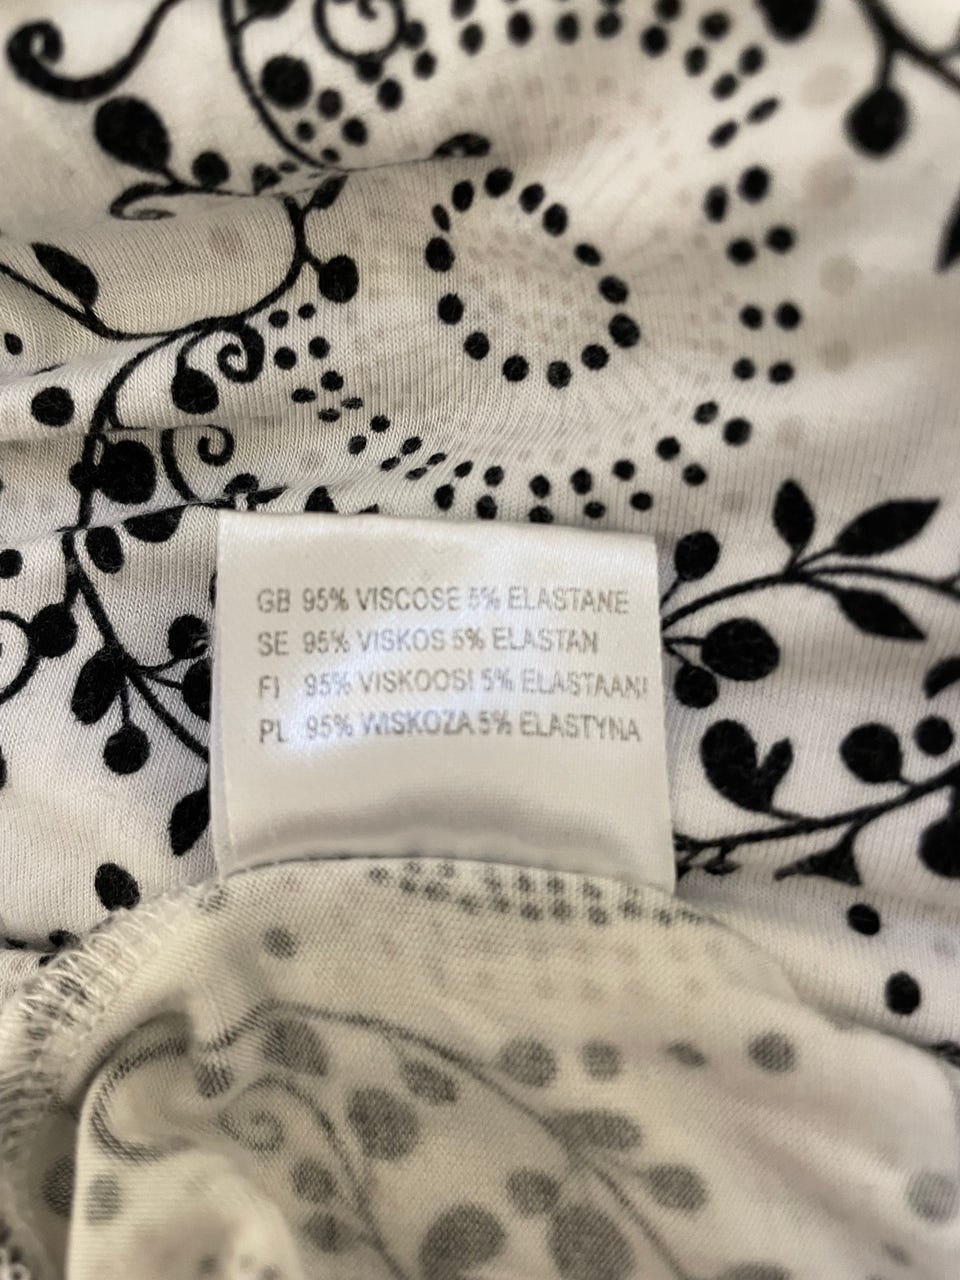 GB 95% VISCOSE 5% ELASTANE
SE 95% VISKOS 5% ELASTAN
FI 95% VISKOOSI 5% ELASTAANI
PL 95% WISKOZA 5% ELASTYNA